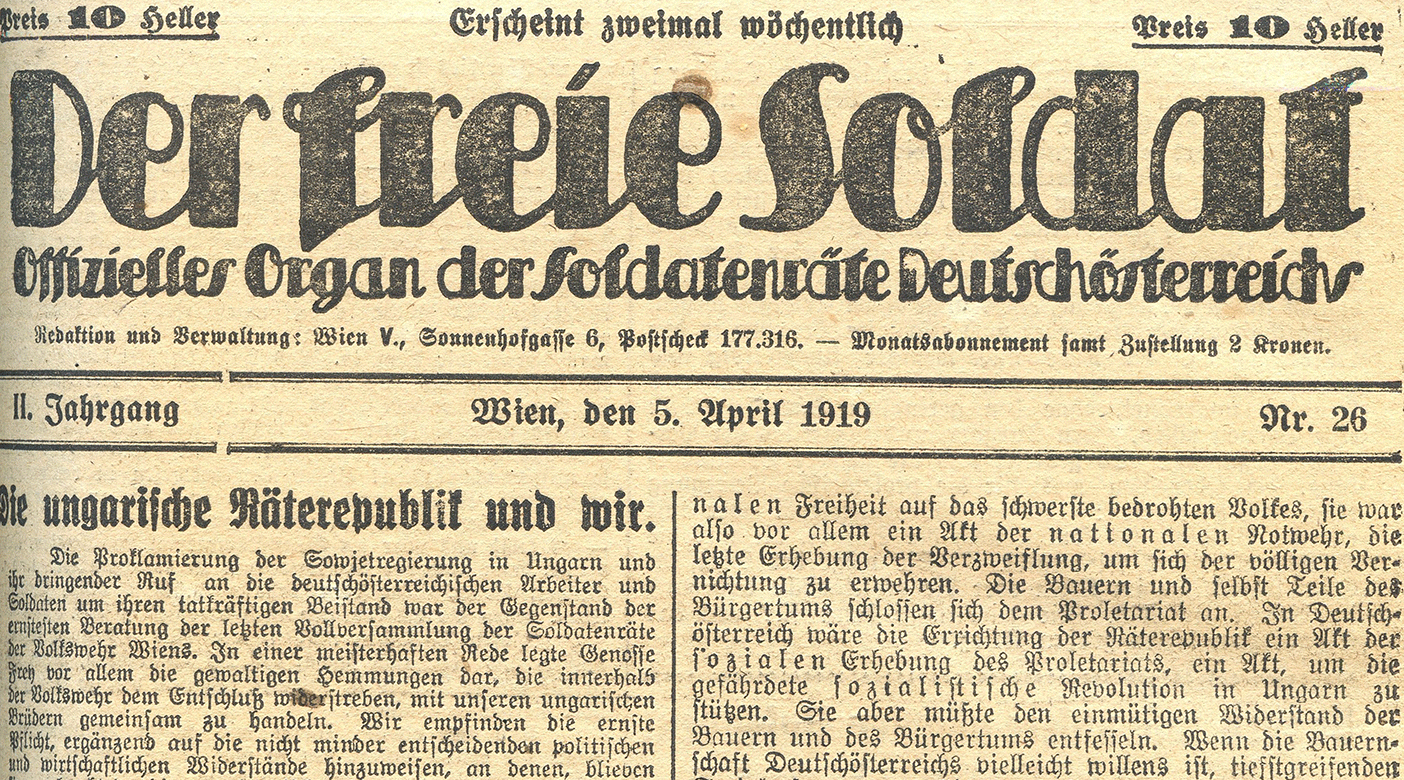 Preis 10 Heller
Erscheint zweimal wöchentlich
Preis 10 Heller
Der freie Soldat
Offizielles Organ der Soldatenräte Deutschösterreichs
Redaktion und Verwaltung: Wien V., Sonnenhofgasse 6, Postscheck 177.316. — Monatsabonnement samt Zustellung 2 Kronen.
II. Jahrgang
Wien, den 5. April 1919
Nr. 26
Die ungarische Räterepublik und wir.
Die Proklamierung der Sowjetregierung in Ungarn und
ihr dringender Ruf an die deutschösterreichischen Arbeiter und
Soldaten um ihren tatkräftigen Beistand war der Gegenstand der
ernstesten Beratung der letzten Vollversammlung der Soldatenräte
der Volkswehr Wiens. In einer meisterhaften Rede legte Genosse
Frey vor allem die gewaltigen Hemmungen dar, die innerhalb
der Volkswehr dem Entschluß widerstreben, mit unseren ungarischen
Brüdern gemeinsam zu handeln. Wir empfinden die ernste
Pflicht, ergänzend auf die nicht minder entscheidenden politischen
und wirtschaftlichen Widerstände hinzuweisen, an denen, blieben
nalen Freiheit auf das schwerste bedrohten Volkes, sie war
also vor allem ein Akt der nationalen Notwehr, die
letzte Erhebung der Verzweiflung, um sich der völligen Ver-
nichtung zu erwehren. Die Bauern und selbst Teile des
Bürgertums schlossen sich dem Proletariat an. In Deutsch-
österreich wäre die Errichtung der Räterepublik ein Akt der
sozialen Erhebung des Proletariats, ein Akt, um die
gefährdete sozialistische Revolution in Ungarn zu
stützen. Sie aber müßte den einmütigen Widerstand der
Bauern und des Bürgertums entfesseln. Wenn die Bauern-
schaft Deutschösterreichs vielleicht willens ist, tiefstgreifenden